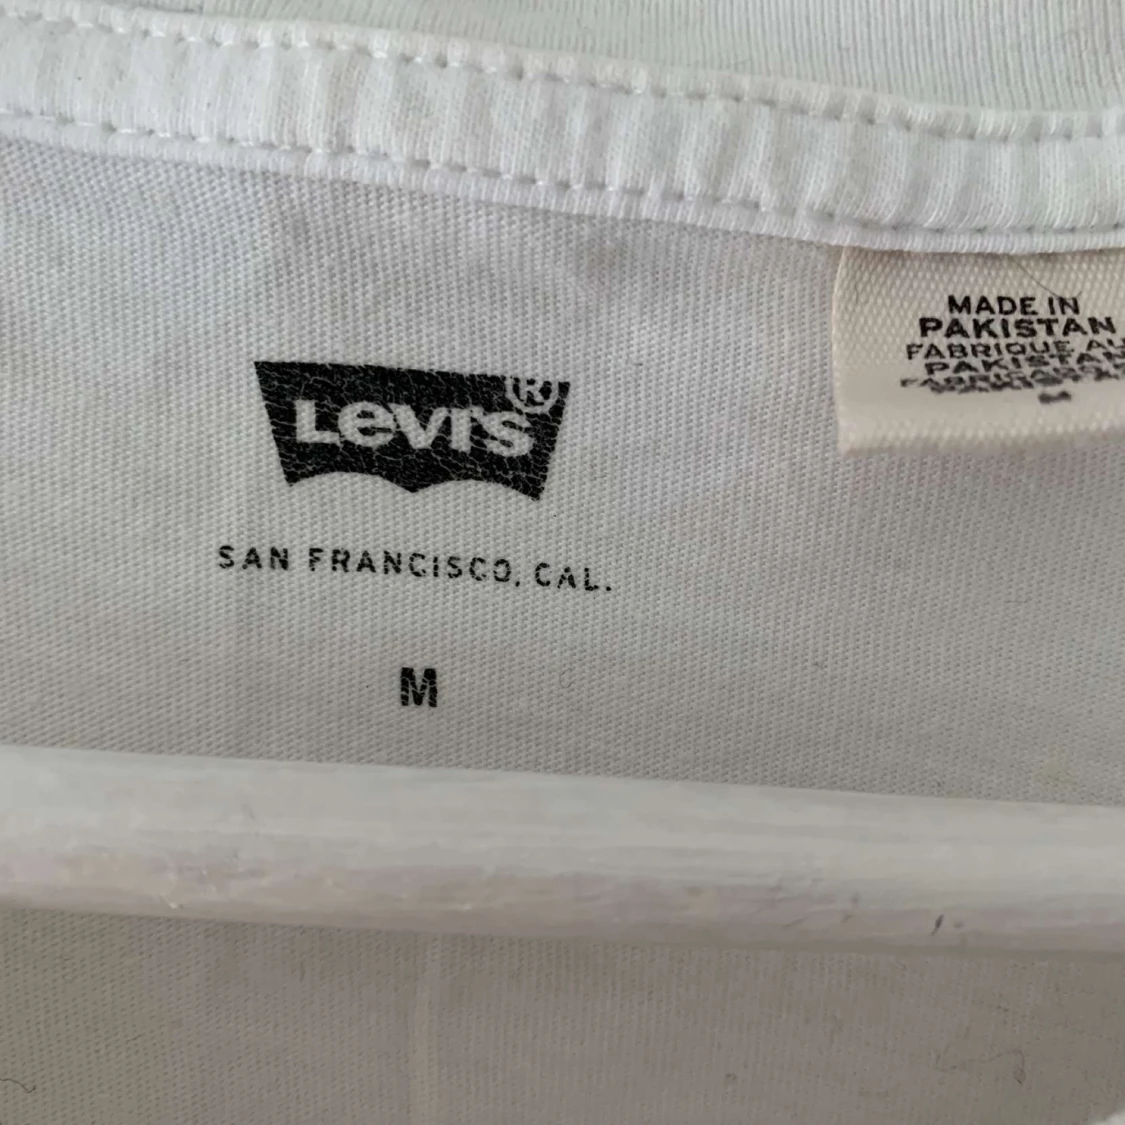 LEVI'S®
SAN FRANCISCO, CAL.
M
MADE IN
PAKISTAN
FABRIQUE AU
PAKISTAN